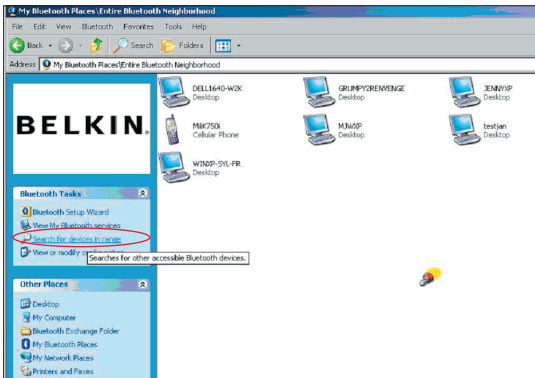 My Bluetooth Places\Entire Bluetooth Neighborhood
File Edit View Bluetooth Favorites Tools Help
Back Search Folders
Address My Bluetooth Places\Entire Bluetooth Neighborhood
BELKIN.
DELL1640-W2K
Desktop
GRUMPY2RENVENGE
Desktop
JENNYXP
Desktop
MiliK750i
Cellular Phone
MJWXP
Desktop
testjan
Desktop
WINXP-SYL-FR
Desktop
Bluetooth Tasks
Bluetooth Setup Wizard
View My Bluetooth services
Search for devices in range
View or modify
Searches for other accessible Bluetooth devices.
Other Places
Desktop
My Computer
Bluetooth Exchange Folder
My Bluetooth Places
My Network Places
Printers and Faxes